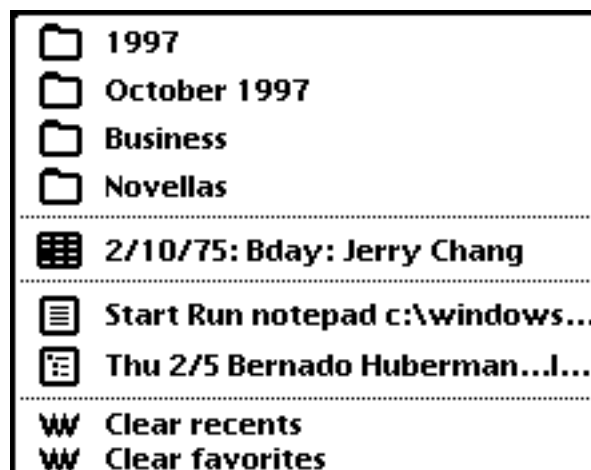 1997
October 1997
Business
Novellas
2/10/75: Bday: Jerry Chang
Start Run notepad c:\windows...
Thu 2/5 Bernado Huberman...I...
Clear recents
Clear favorites